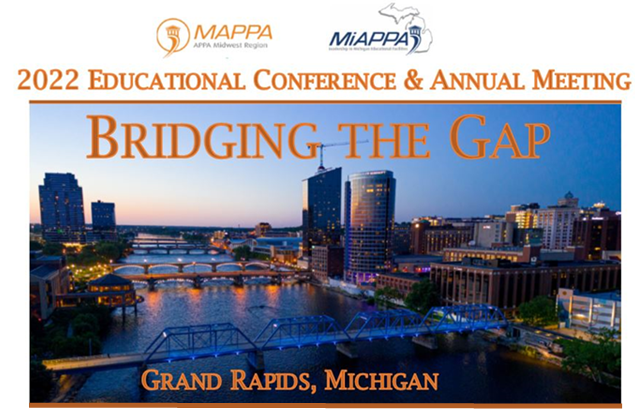 MAPPA
APPA MIDWEST REGION
MiAPPA
2022 EDUCATIONAL CONFERENCE & ANNUAL MEETING
BRIDGING THE GAP
GRAND RAPIDS, MICHIGAN